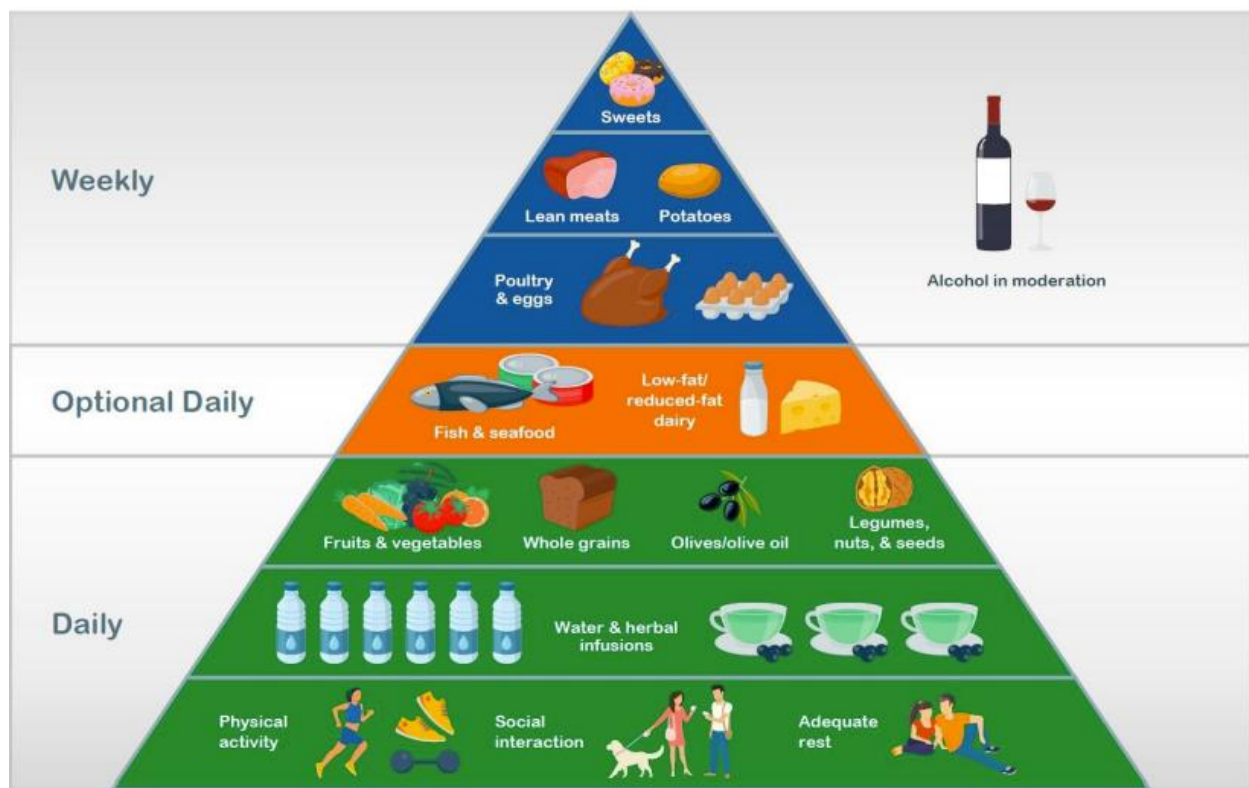 Sweets
Weekly
Lean meats
Potatoes
Poultry
& eggs
Alcohol in moderation
Optional Daily
Fish & seafood
Low-fat/
reduced-fat
dairy
Fruits & vegetables
Whole grains
Olives/olive oil
Legumes,
nuts, & seeds
Daily
Water & herbal
infusions
Physical
activity
Social
interaction
Adequate
rest